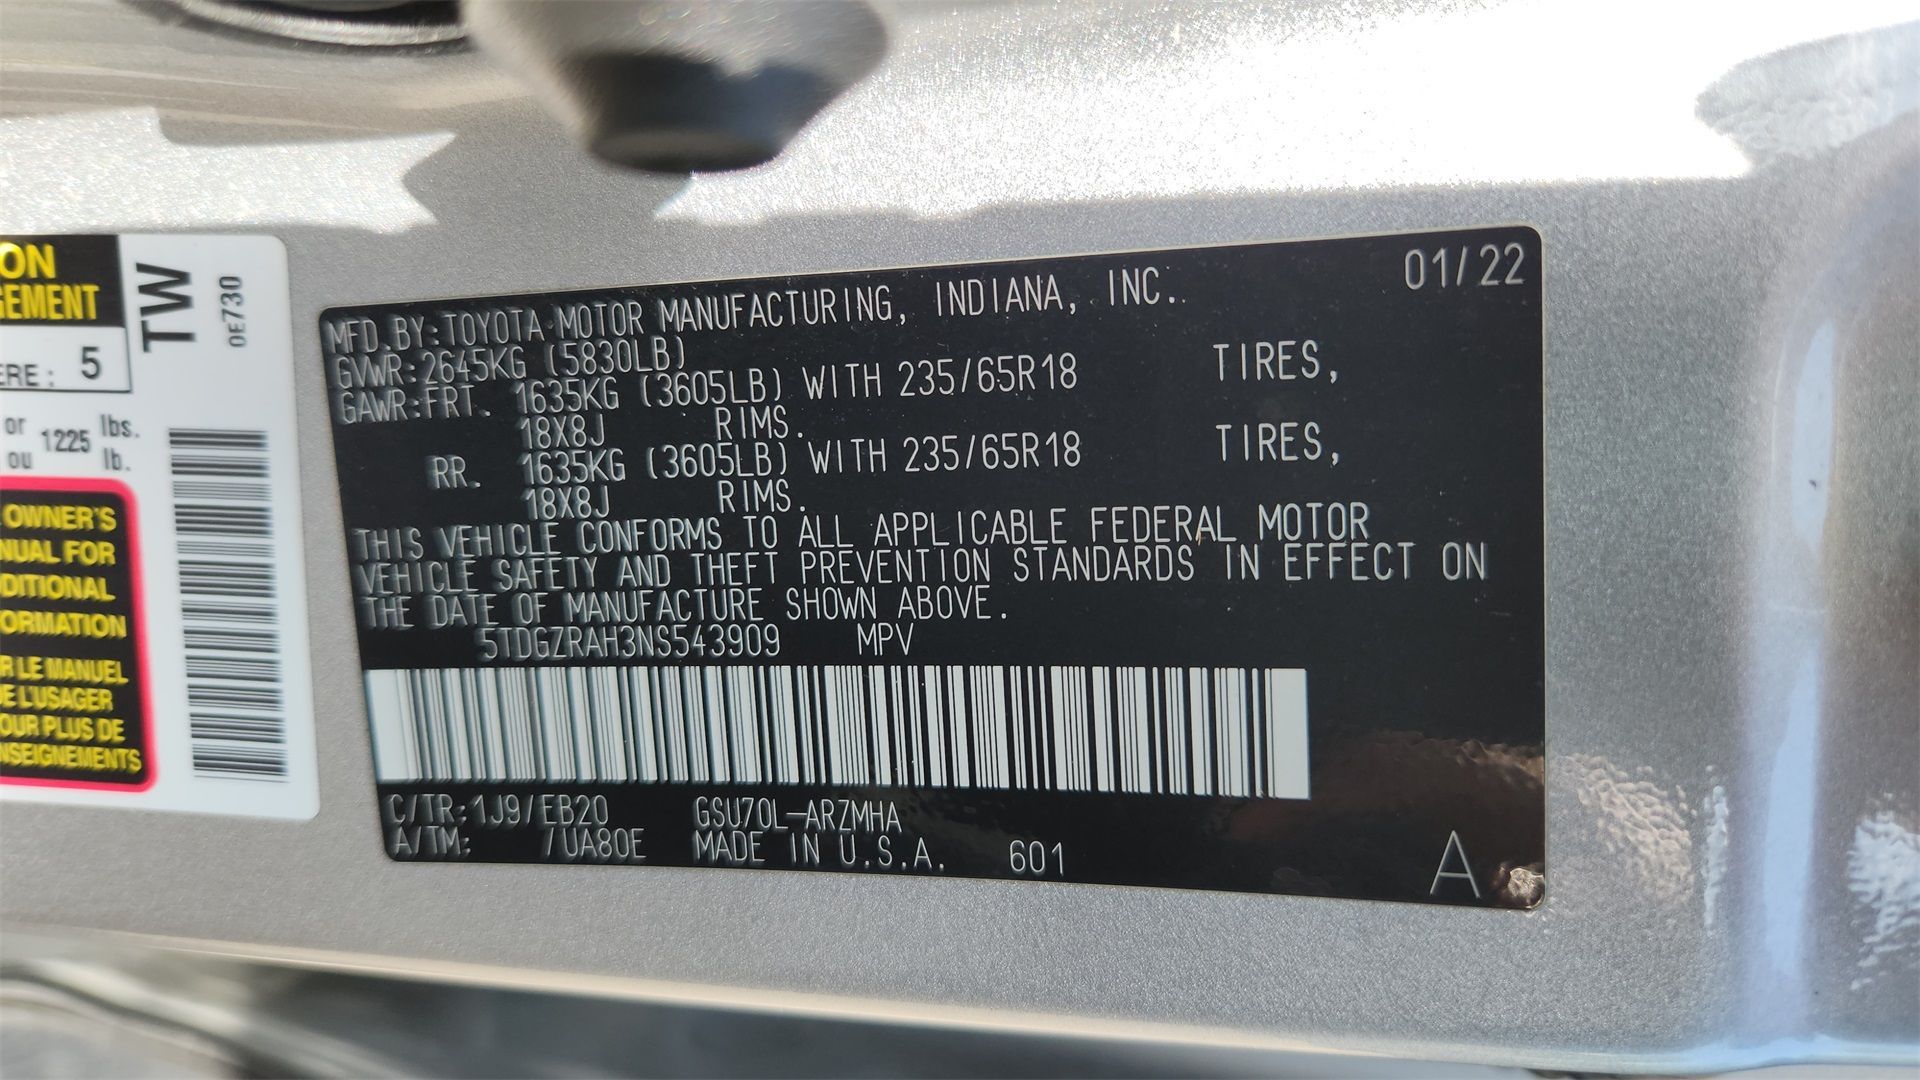 ON
GEMENT
ERE: 5
or 1225 lbs.
ou lb.
OWNER'S
NUAL FOR
DITIONAL
ORMATION
R LE MANUEL
DE L'USAGER
OUR PLUS DE
NSEIGNEMENTS
TW
0E730
01/22
MFD.BY:TOYOTA MOTOR MANUFACTURING, INDIANA, INC.
GVWR:2645KG (5830LB)
GAWR:FRT. 1635KG (3605LB) WITH 235/65R18 TIRES,
18X8J RIMS.
RR. 1635KG (3605LB) WITH 235/65R18 TIRES,
18X8J RIMS.
THIS VEHICLE CONFORMS TO ALL APPLICABLE FEDERAL MOTOR
VEHICLE SAFETY AND THEFT PREVENTION STANDARDS IN EFFECT ON
THE DATE OF MANUFACTURE SHOWN ABOVE.
5TDGZRAH3NS543909 MPV
C/TR:1J9/EB20 GSU70L-ARZMHA
A/TM: /UA80E MADE IN U.S.A. 601
A